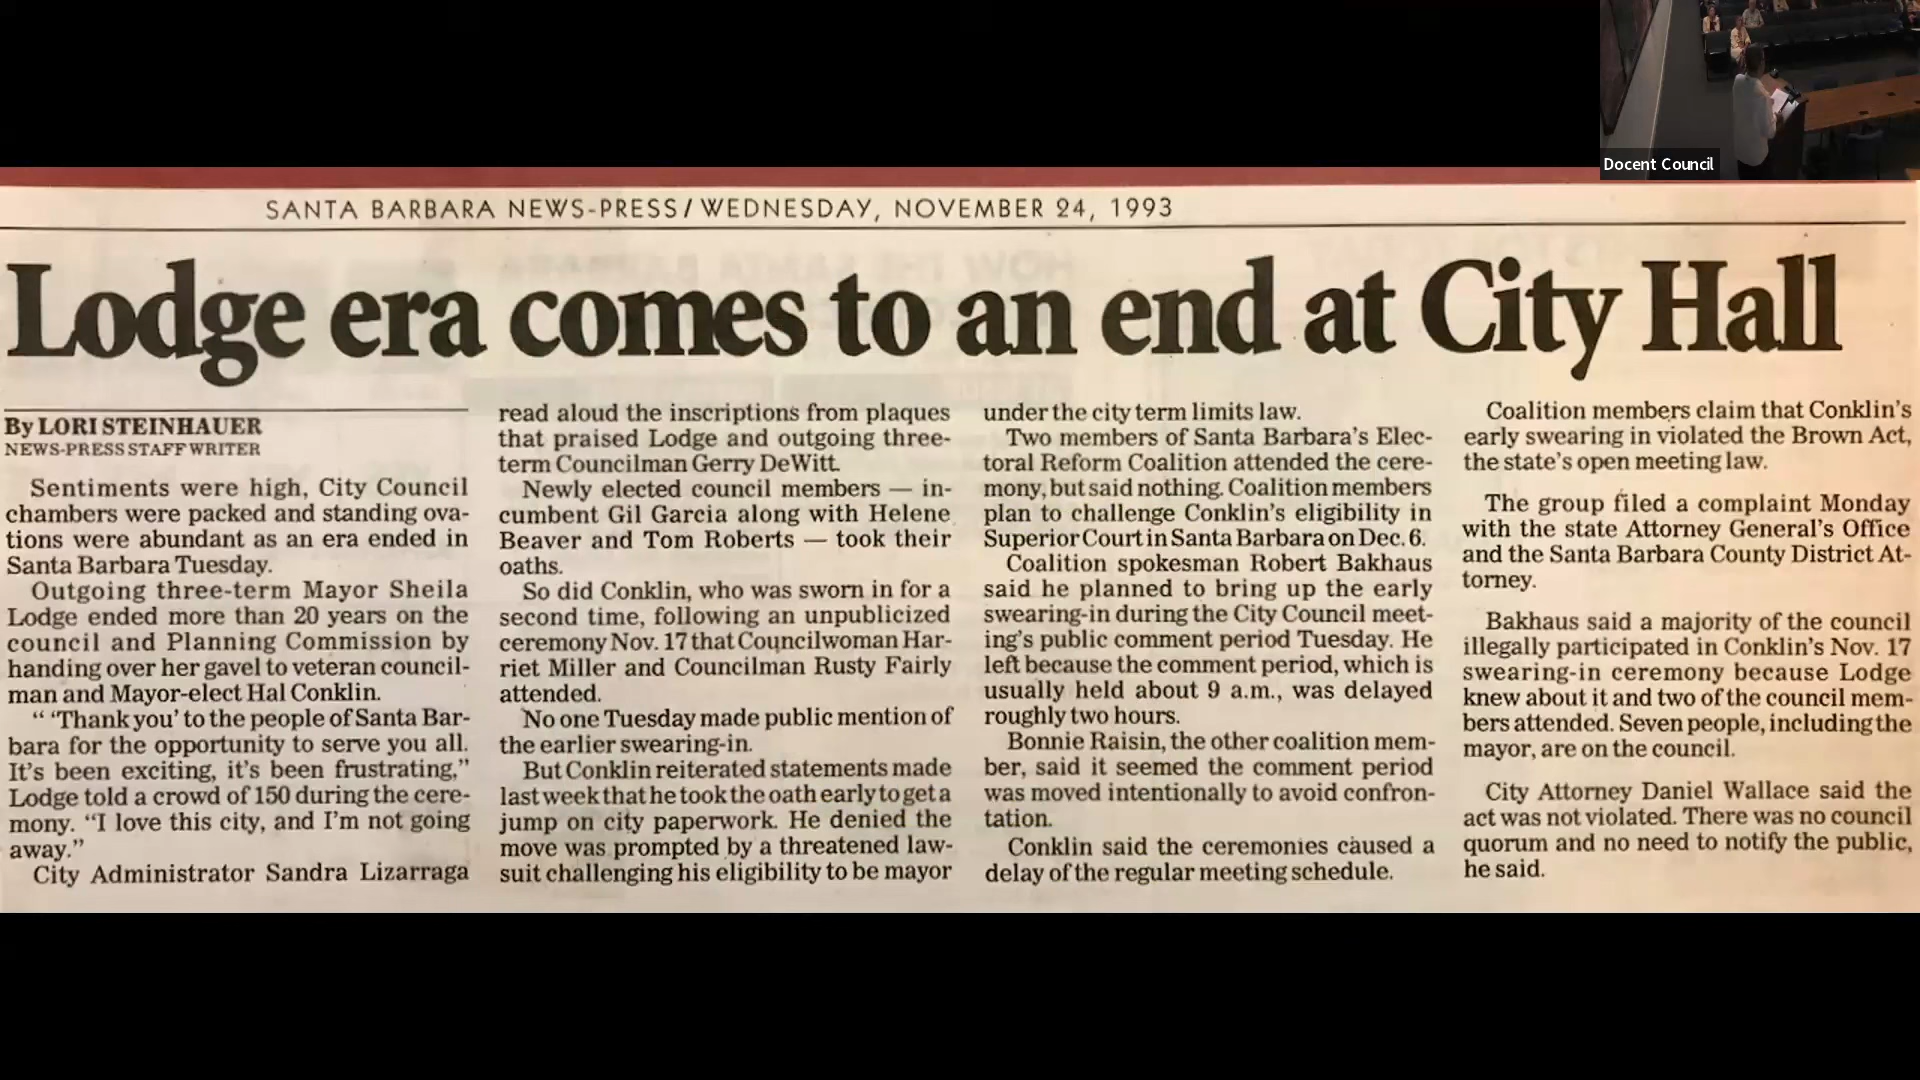 Docent Council
SANTA BARBARA NEWS-PRESS/WEDNESDAY, NOVEMBER 24, 1993
Lodge era comes to an end at City Hall
By LORI STEINHAUER
NEWS-PRESS STAFF WRITER
Sentiments were high, City Council
chambers were packed and standing ova-
tions were abundant as an era ended in
Santa Barbara Tuesday.
Outgoing three-term Mayor Sheila
Lodge ended more than 20 years on the
council and Planning Commission by
handing over her gavel to veteran council-
man and Mayor-elect Hal Conklin.
“ ‘Thank you’ to the people of Santa Bar-
bara for the opportunity to serve you all.
It’s been exciting, it’s been frustrating,”
Lodge told a crowd of 150 during the cere-
mony. “I love this city, and I’m not going
away.”
City Administrator Sandra Lizarraga
read aloud the inscriptions from plaques
that praised Lodge and outgoing three-
term Councilman Gerry DeWitt.
Newly elected council members — in-
cumbent Gil Garcia along with Helene
Beaver and Tom Roberts — took their
oaths.
So did Conklin, who was sworn in for a
second time, following an unpublicized
ceremony Nov. 17 that Councilwoman Har-
riet Miller and Councilman Rusty Fairly
attended.
No one Tuesday made public mention of
the earlier swearing-in.
But Conklin reiterated statements made
last week that he took the oath early to get a
jump on city paperwork. He denied the
move was prompted by a threatened law-
suit challenging his eligibility to be mayor
under the city term limits law.
Two members of Santa Barbara’s Elec-
toral Reform Coalition attended the cere-
mony, but said nothing. Coalition members
plan to challenge Conklin’s eligibility in
Superior Court in Santa Barbara on Dec. 6.
Coalition spokesman Robert Bakhaus
said he planned to bring up the early
swearing-in during the City Council meet-
ing’s public comment period Tuesday. He
left because the comment period, which is
usually held about 9 a.m., was delayed
roughly two hours.
Bonnie Raisin, the other coalition mem-
ber, said it seemed the comment period
was moved intentionally to avoid confron-
tation.
Conklin said the ceremonies caused a
delay of the regular meeting schedule.
Coalition members claim that Conklin’s
early swearing in violated the Brown Act,
the state’s open meeting law.
The group filed a complaint Monday
with the state Attorney General’s Office
and the Santa Barbara County District At-
torney.
Bakhaus said a majority of the council
illegally participated in Conklin’s Nov. 17
swearing-in ceremony because Lodge
knew about it and two of the council mem-
bers attended. Seven people, including the
mayor, are on the council.
City Attorney Daniel Wallace said the
act was not violated. There was no council
quorum and no need to notify the public,
he said.